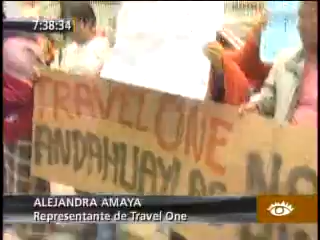 7:38:34
TRAVEL ONE
ANDAHUAYLAS
NO
ALEJANDRA AMAYA
Representante de Travel One